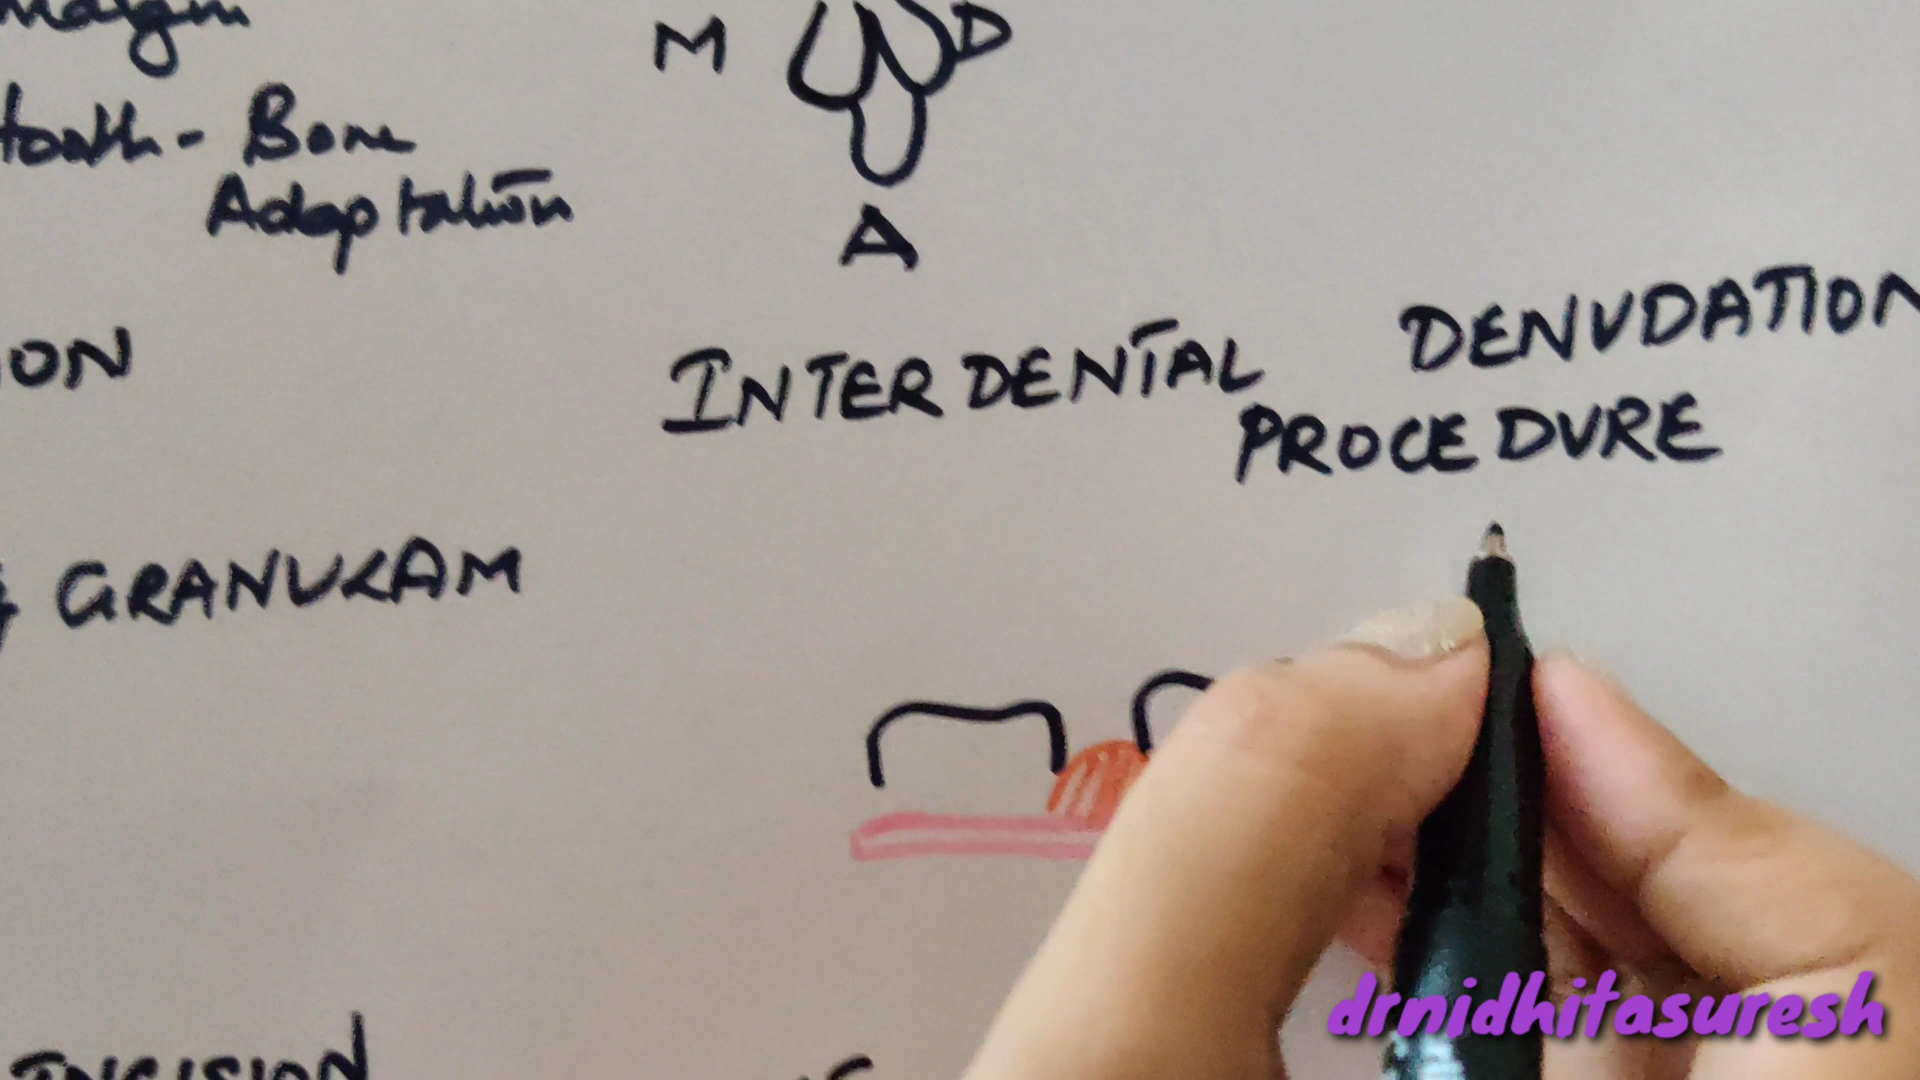 margin
M D
tooth - Bone
Adaptation
A
ON
INTERDENTAL DENUDATION
PROCEDURE
GRANULAM
INCISION
drnidhitasuresh